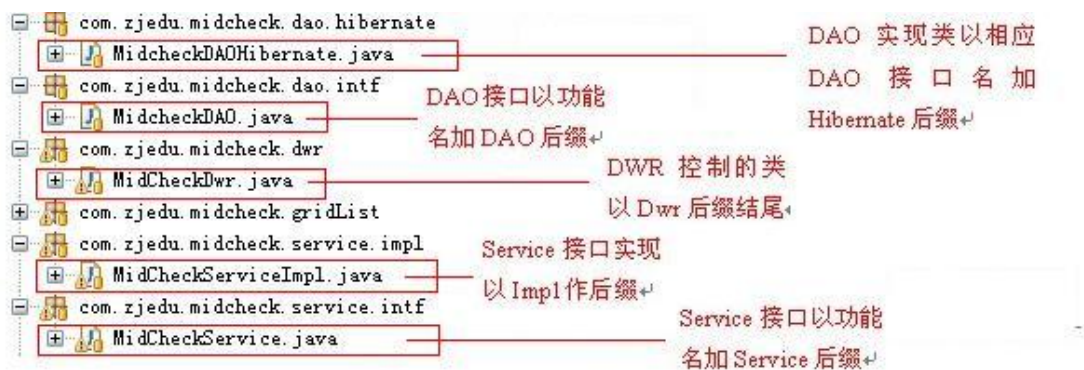 com.zjedu.midcheck.dao.hibernate
MidcheckDAOHibernate.java
com.zjedu.midcheck.dao.intf
MidcheckDAO.java
com.zjedu.midcheck.dwr
MidCheckDwr.java
com.zjedu.midcheck.gridList
com.zjedu.midcheck.service.impl
MidCheckServiceImpl.java
com.zjedu.midcheck.service.intf
MidCheckService.java
DAO 实现类以相应
DAO 接口名加
Hibernate 后缀
DAO接口以功能
名加DAO后缀
DWR 控制的类
以 Dwr 后缀结尾
Service 接口实现
以 Impl作后缀
Service 接口以功能
名加 Service 后缀